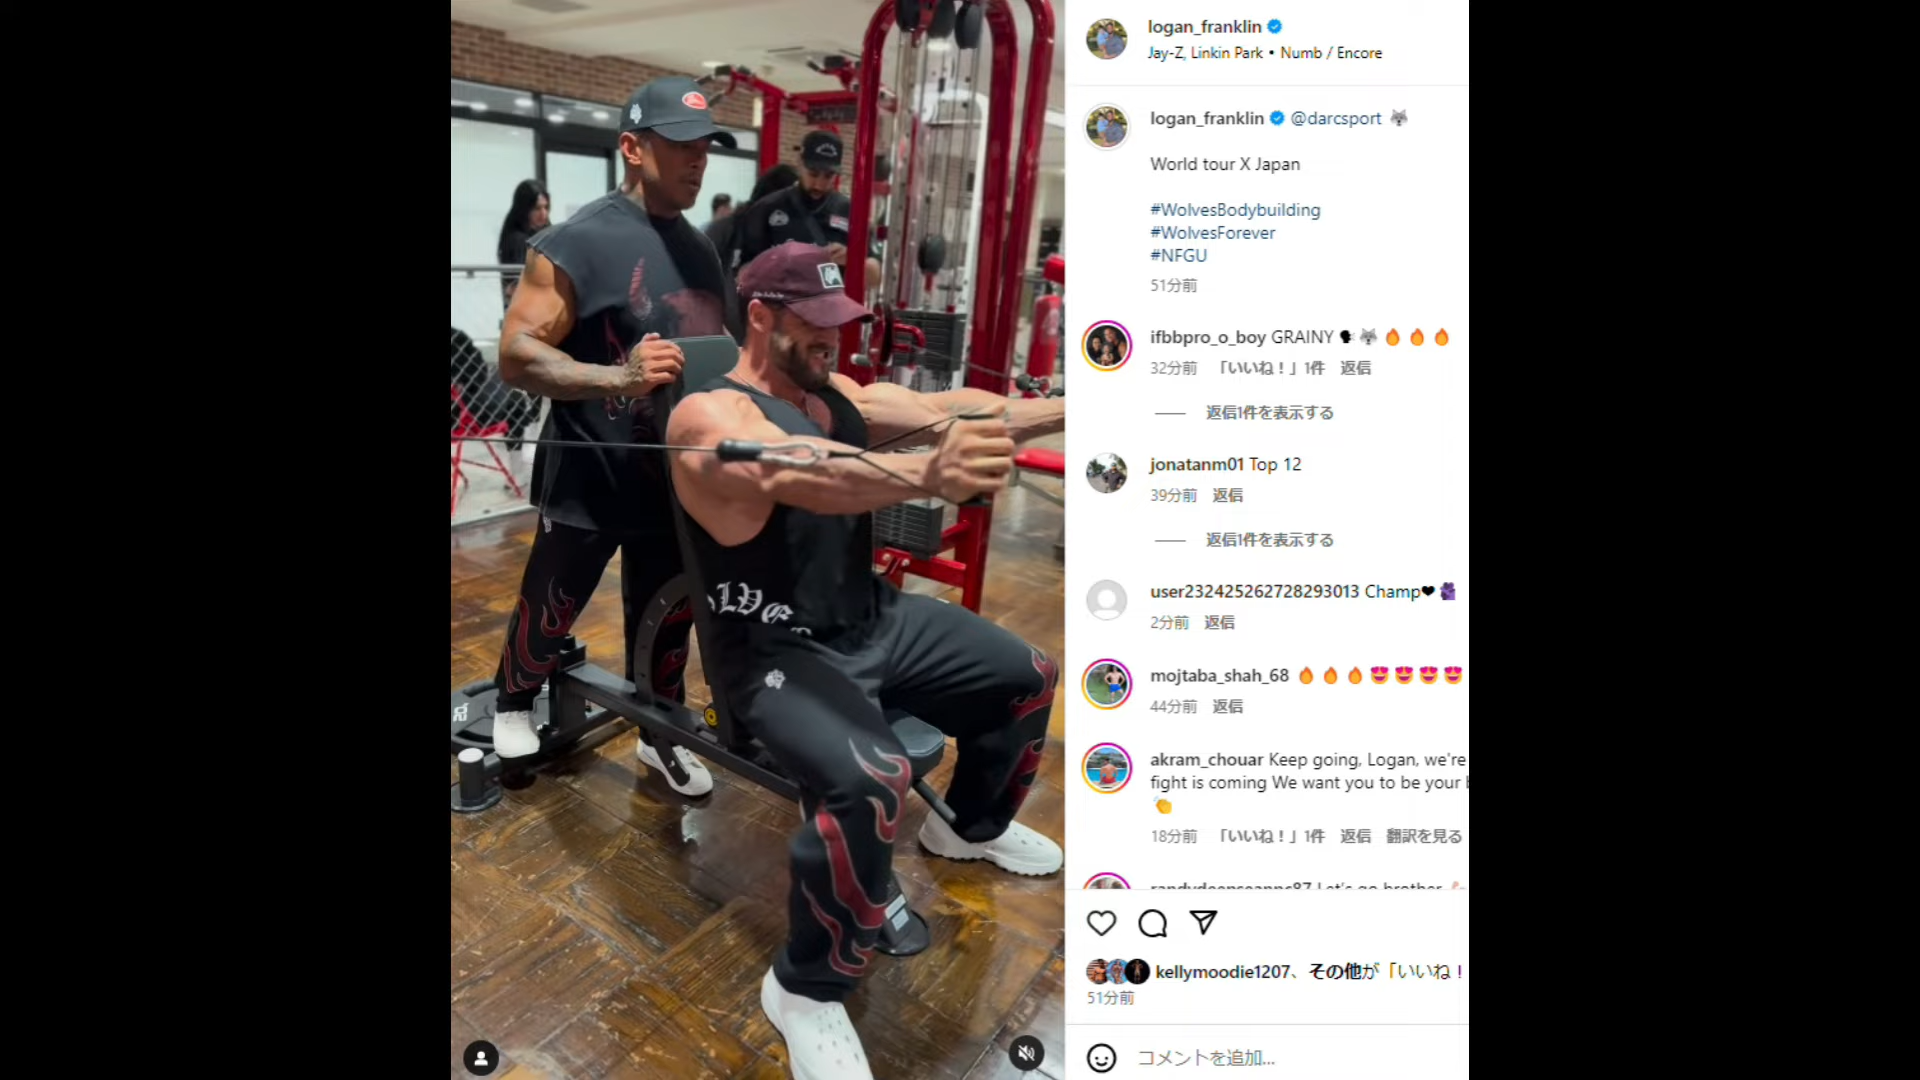 logan_franklin
Jay-Z, Linkin Park • Numb / Encore
logan_franklin @darcsport 🐺
World tour X Japan
#WolvesBodybuilding
#WolvesForever
#NFGU
51分前
ifbbpro_o_boy GRAINY 🗣🐺🔥🔥🔥
32分前 「いいね！」1件 返信
返信1件を表示する
jonatanm01 Top 12
39分前 返信
返信1件を表示する
user232425262728293013 Champ❤
2分前 返信
mojtaba_shah_68 🔥🔥🔥😍😍😍😍
44分前 返信
akram_chouar Keep going, Logan, we're
fight is coming We want you to be your
👏
18分前 「いいね！」1件 返信 翻訳を見る
kellymoodie1207、その他が「いいね！
51分前
コメントを追加...